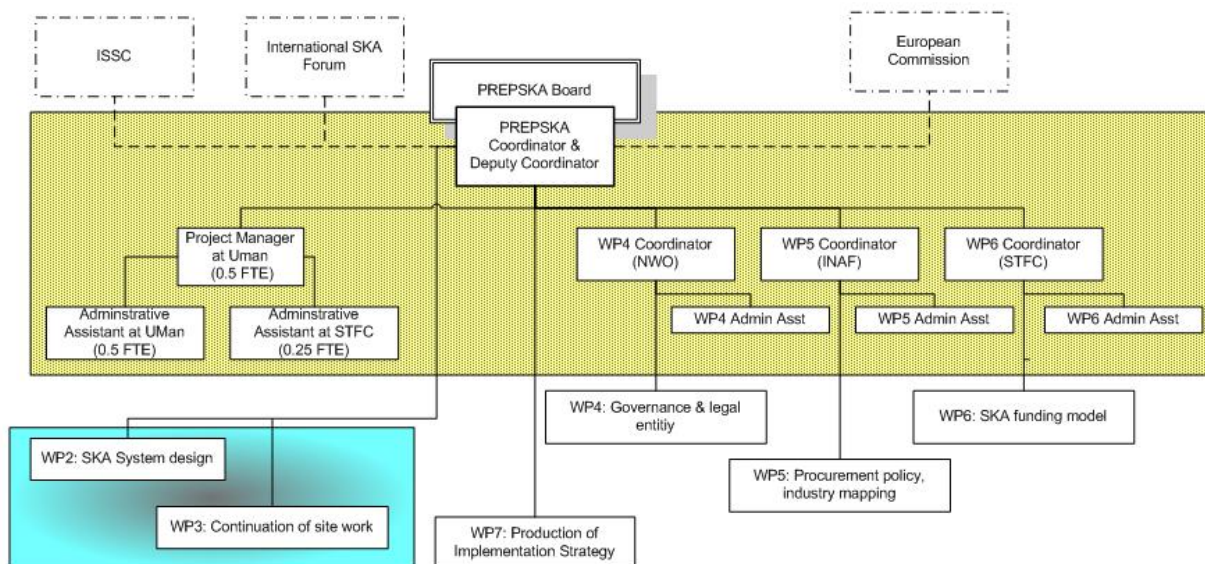 ISSC
International SKA
Forum
European
Commission
PREPSKA Board
PREPSKA
Coordinator &
Deputy Coordinator
Project Manager
at Uman
(0.5 FTE)
WP4 Coordinator
(NWO)
WP5 Coordinator
(INAF)
WP6 Coordinator
(STFC)
Adminstrative
Assistant at UMan
(0.5 FTE)
Adminstrative
Assistant at STFC
(0.25 FTE)
WP4 Admin Asst
WP5 Admin Asst
WP6 Admin Asst
WP4: Governance & legal
entitiy
WP6: SKA funding model
WP2: SKA System design
WP5: Procurement policy,
industry mapping
WP3: Continuation of site work
WP7: Production of
Implementation Strategy